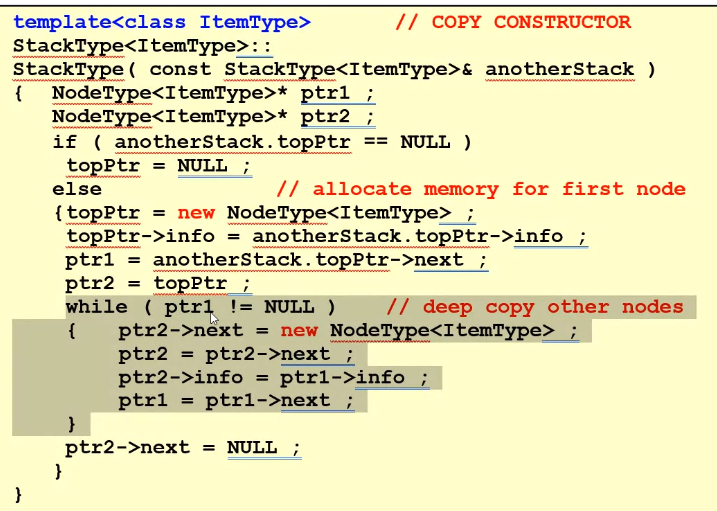 template<class ItemType> // COPY CONSTRUCTOR
StackType<ItemType>::
StackType( const StackType<ItemType>& anotherStack )
{ NodeType<ItemType>* ptr1 ;
NodeType<ItemType>* ptr2 ;
if ( anotherStack.topPtr == NULL )
topPtr = NULL ;
else // allocate memory for first node
{topPtr = new NodeType<ItemType> ;
topPtr->info = anotherStack.topPtr->info ;
ptr1 = anotherStack.topPtr->next ;
ptr2 = topPtr ;
while ( ptr1 != NULL ) // deep copy other nodes
{ ptr2->next = new NodeType<ItemType> ;
ptr2 = ptr2->next ;
ptr2->info = ptr1->info ;
ptr1 = ptr1->next ;
}
ptr2->next = NULL ;
}
}